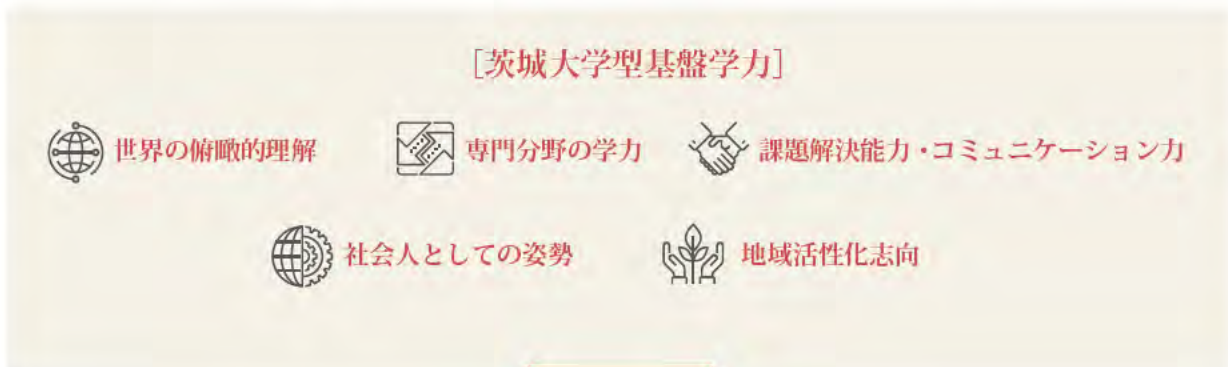 [茨城大学型基盤学力]
世界の俯瞰的理解
専門分野の学力
課題解決能力・コミュニケーション力
社会人としての姿勢
地域活性化志向